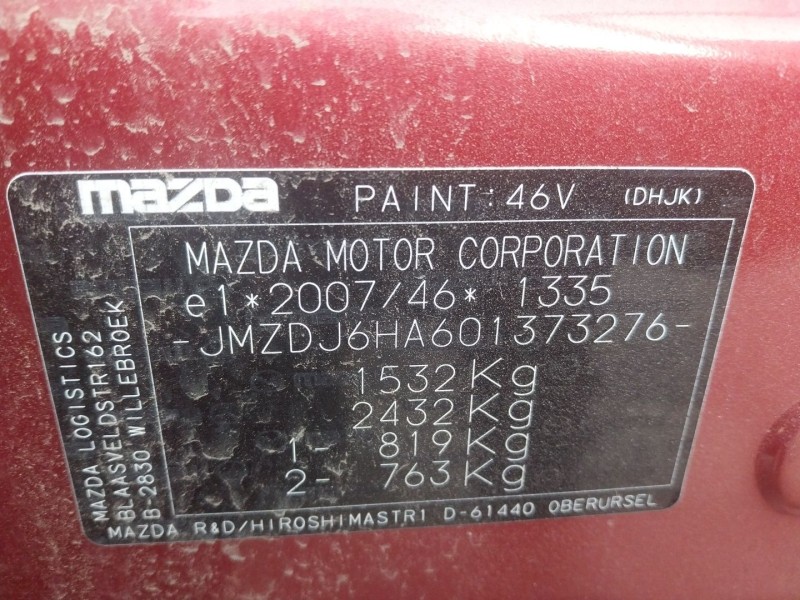 mazda PAINT: 46V (DHJK)
MAZDA MOTOR CORPORATION
e1*2007/46* 1335
-JMZDJ6HA601373276-
1532Kg
2432Kg
1- 819Kg
2- 763Kg
MAZDA LOGISTICS
BLAASVELDSTR162
B-2830 WILLEBROEK
MAZDA R&D/HIROSHIMASTR1 D-61440 OBERURSEL